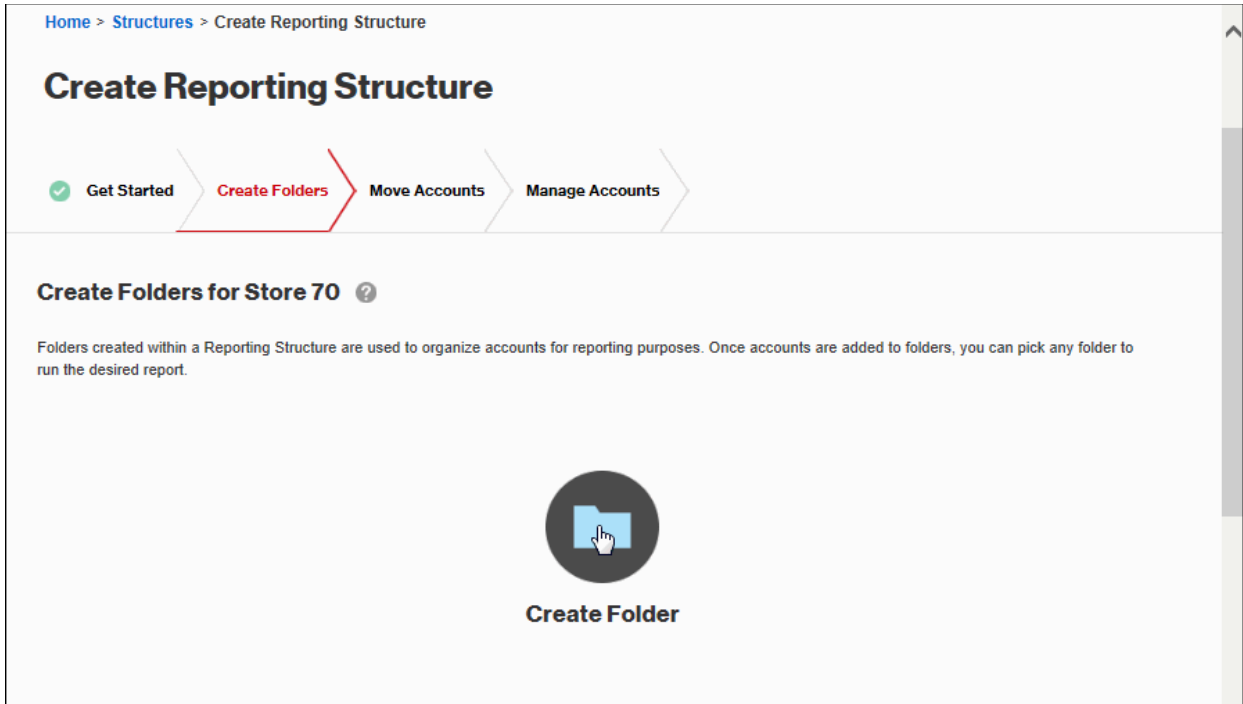 Home > Structures > Create Reporting Structure
Create Reporting Structure
Get Started
Create Folders
Move Accounts
Manage Accounts
Create Folders for Store 70 ?
Folders created within a Reporting Structure are used to organize accounts for reporting purposes. Once accounts are added to folders, you can pick any folder to
run the desired report.
Create Folder